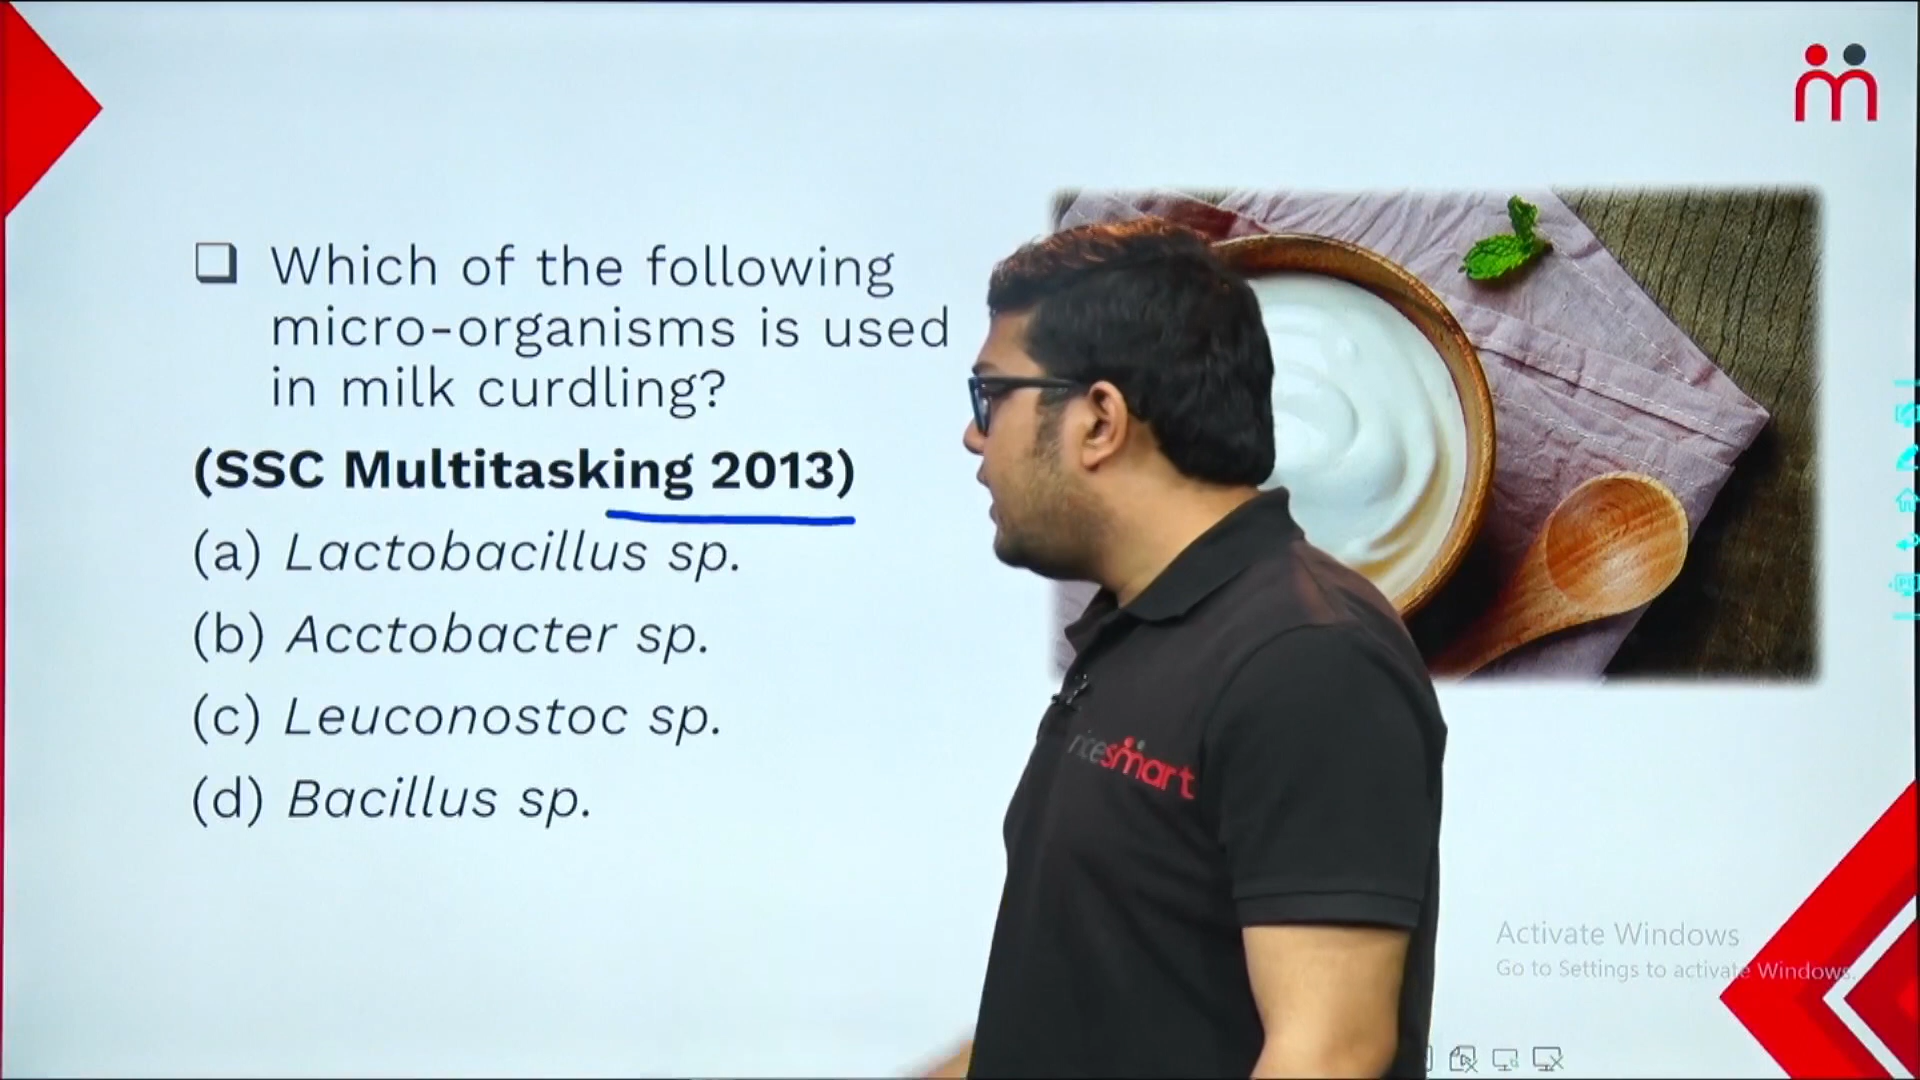 Which of the following
micro-organisms is used
in milk curdling?
(SSC Multitasking 2013)
(a) Lactobacillus sp.
(b) Acctobacter sp.
(c) Leuconostoc sp.
(d) Bacillus sp.
ricesmart
Activate Windows
Go to Settings to activate Windows.